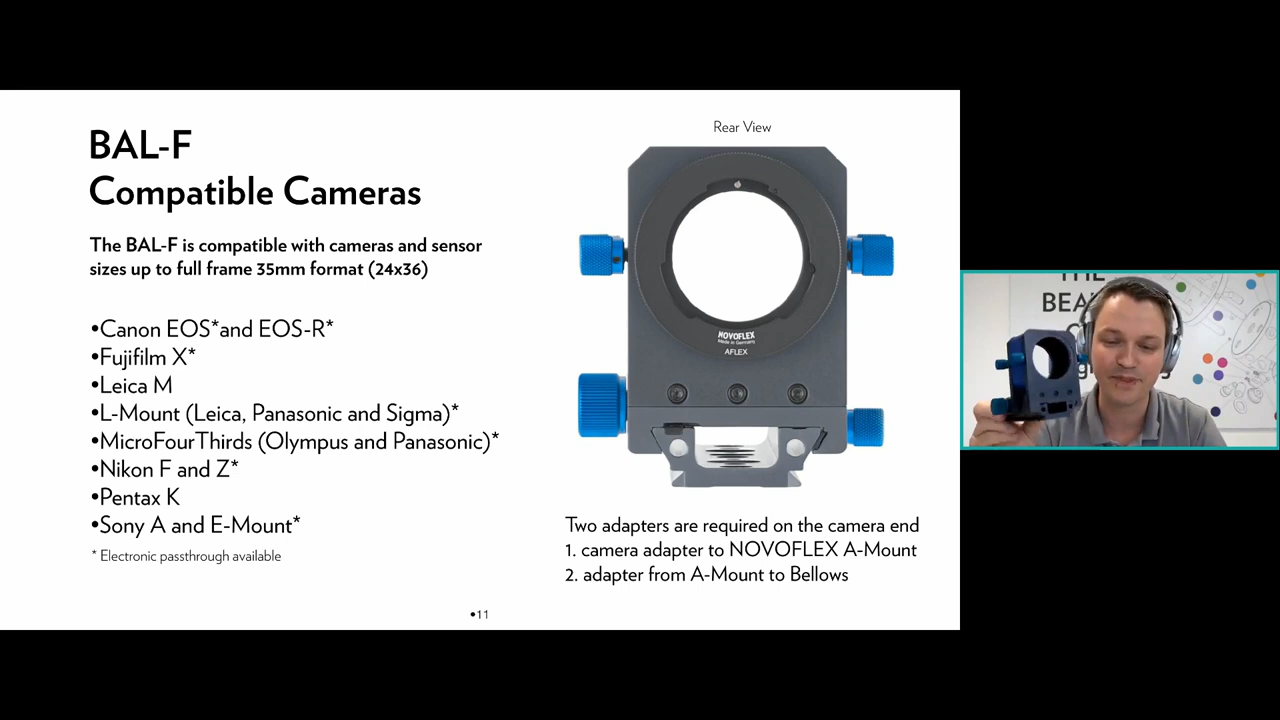 BAL-F
Compatible Cameras
The BAL-F is compatible with cameras and sensor
sizes up to full frame 35mm format (24x36)
•Canon EOS*and EOS-R*
•Fujifilm X*
•Leica M
•L-Mount (Leica, Panasonic and Sigma)*
•MicroFourThirds (Olympus and Panasonic)*
•Nikon F and Z*
•Pentax K
•Sony A and E-Mount*
* Electronic passthrough available
•11
Rear View
NOVOFLEX
Made in Germany
AFLEX
Two adapters are required on the camera end
1. camera adapter to NOVOFLEX A-Mount
2. adapter from A-Mount to Bellows
THE